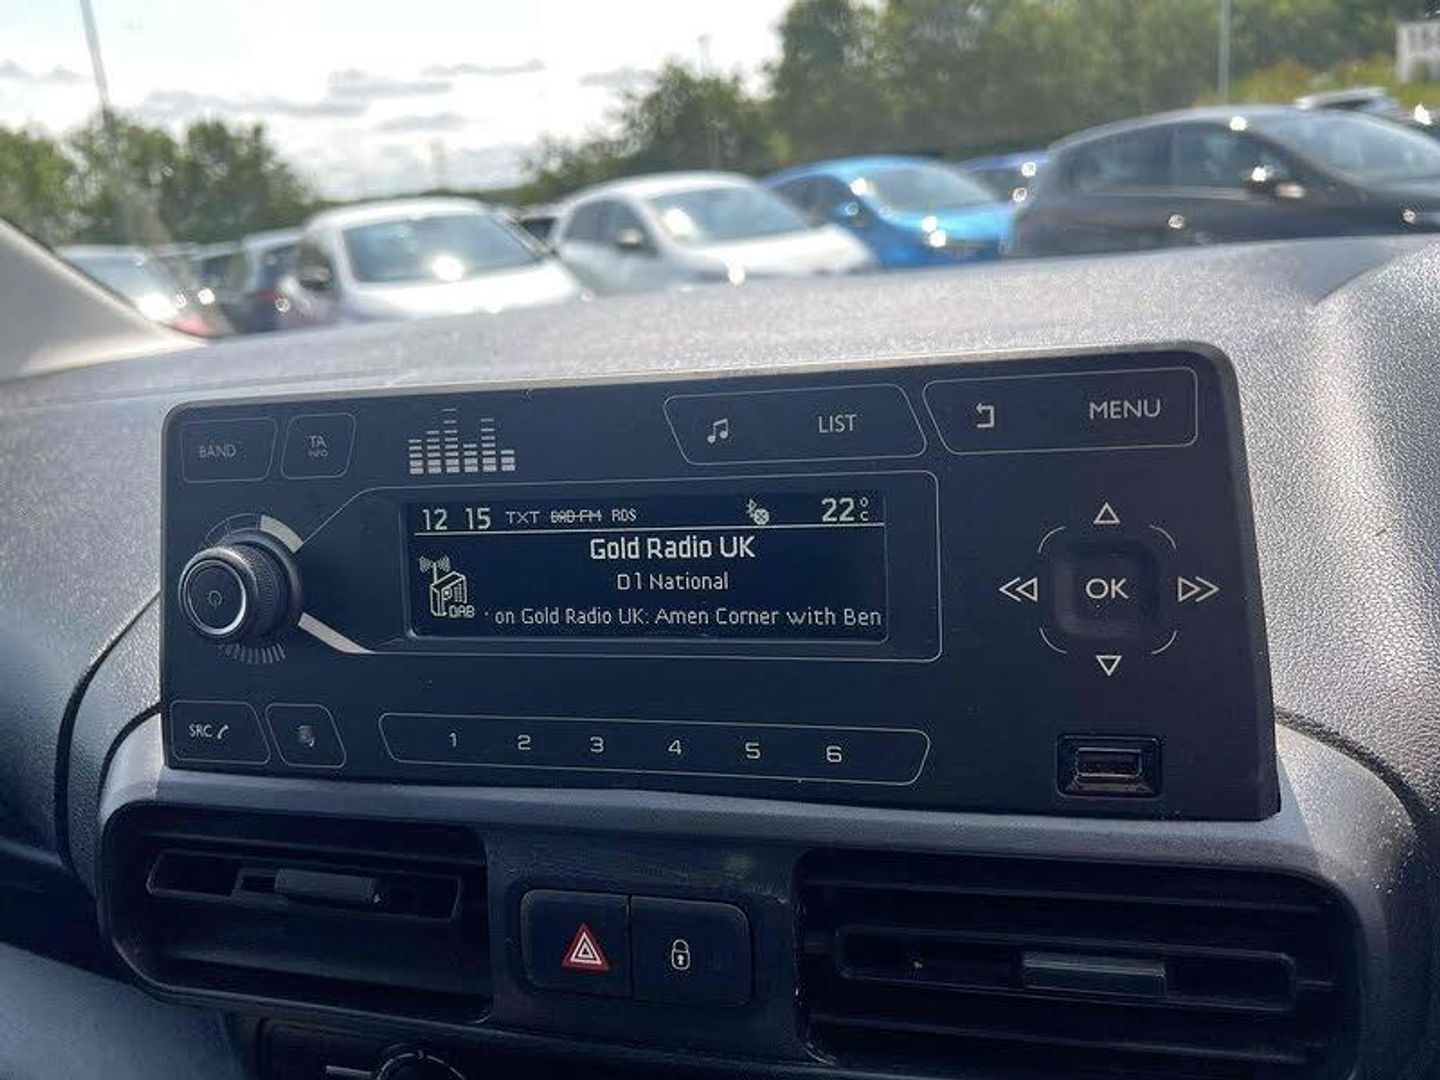 BAND
TA
INFO
LIST
MENU
12 15 TXT DAB-FM RDS 22°C
Gold Radio UK
D1 National
DAB
on Gold Radio UK: Amen Corner with Ben
OK
SRC
1 2 3 4 5 6